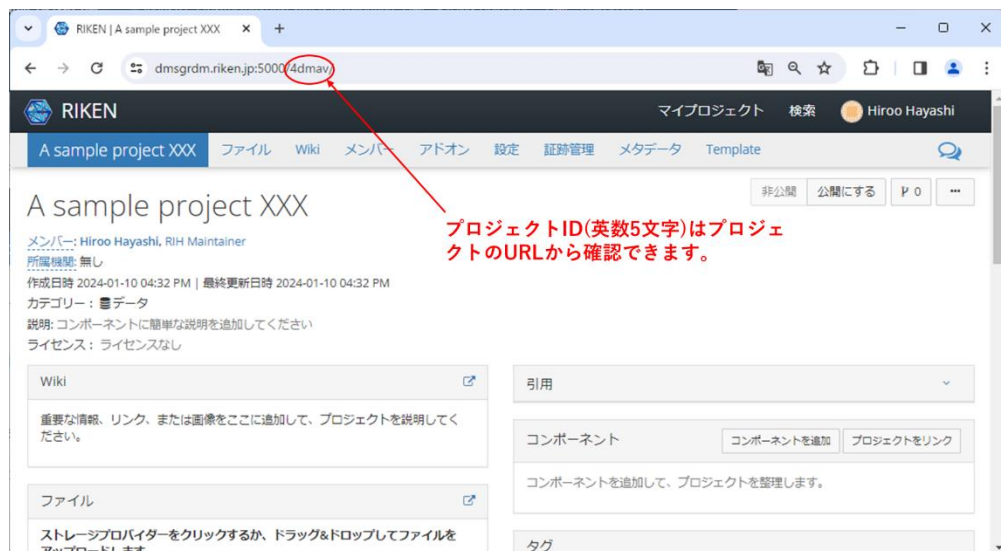 RIKEN | A sample project XXX
dmsgrdm.riken.jp:5000/4dmav/
RIKEN
マイプロジェクト 検索 Hiroo Hayashi
A sample project XXX ファイル Wiki メンバー アドオン 設定 証跡管理 メタデータ Template
非公開 公開にする 0
A sample project XXX
プロジェクトID(英数5文字)はプロジェ
クトのURLから確認できます。
メンバー: Hiroo Hayashi, RIH Maintainer
所属機関: 無し
作成日時 2024-01-10 04:32 PM | 最終更新日時 2024-01-10 04:32 PM
カテゴリー: データ
説明: コンポーネントに簡単な説明を追加してください
ライセンス: ライセンスなし
Wiki
重要な情報、リンク、または画像をここに追加して、プロジェクトを説明してく
ださい。
引用
コンポーネント コンポーネントを追加 プロジェクトをリンク
コンポーネントを追加して、プロジェクトを整理します。
ファイル
ストレージプロバイダーをクリックするか、ドラッグ&ドロップしてファイルを
アップロードします
タグ